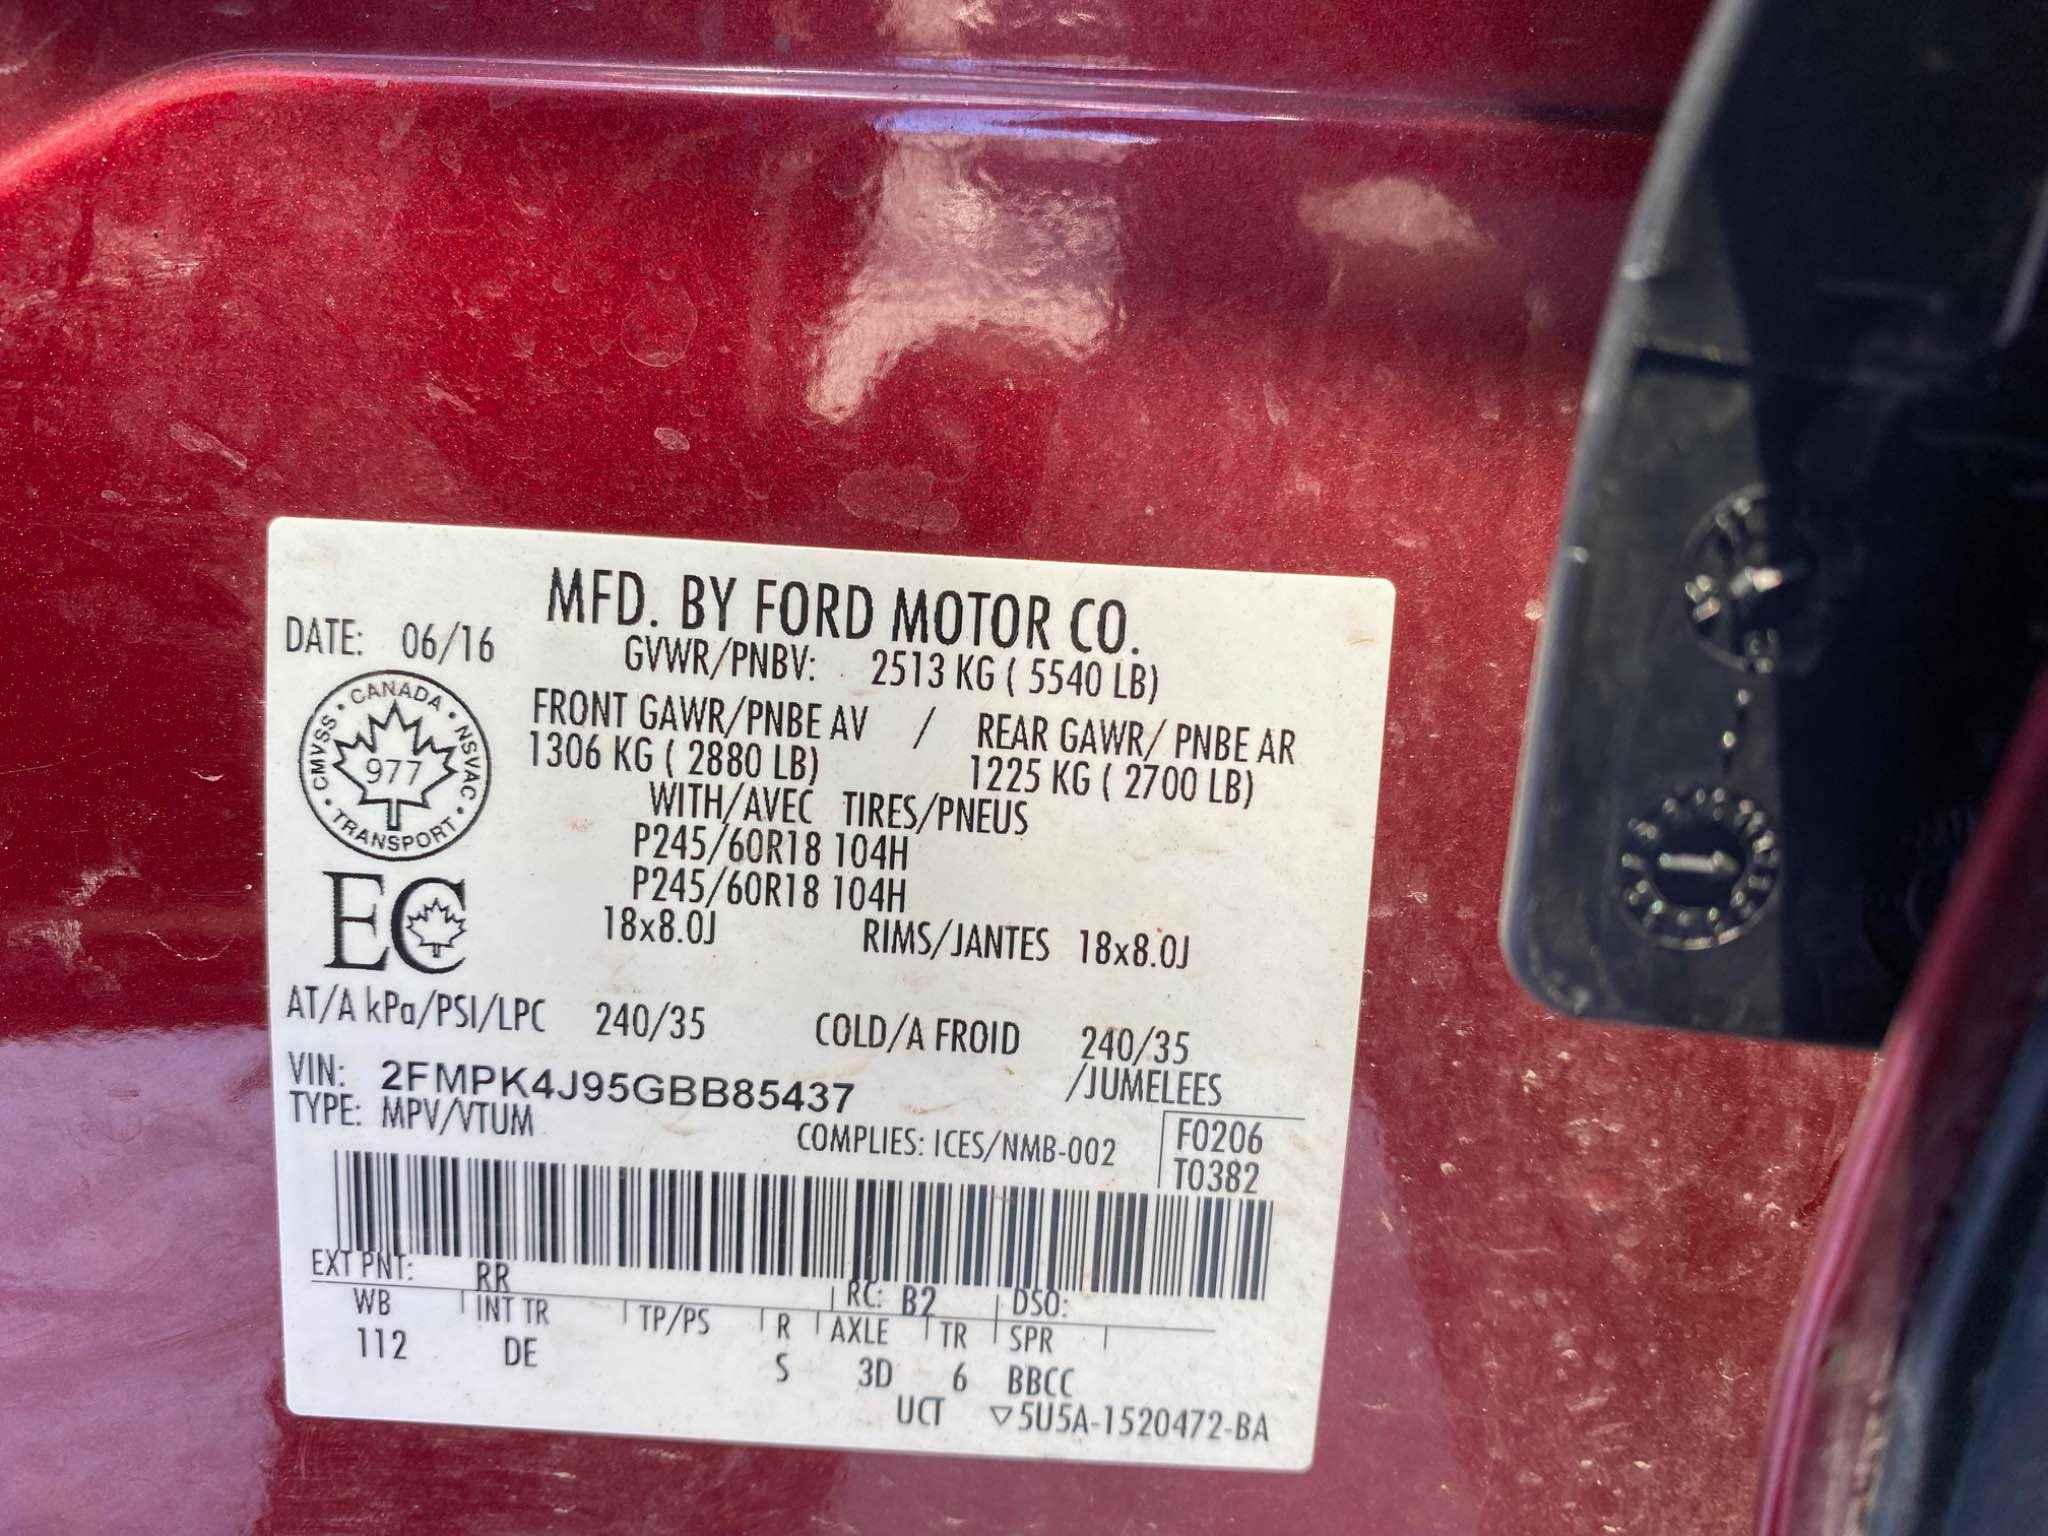 MFD. BY FORD MOTOR CO.
DATE: 06/16
GVWR/PNBV: 2513 KG ( 5540 LB)
FRONT GAWR/PNBE AV / REAR GAWR/ PNBE AR
1306 KG ( 2880 LB) 1225 KG ( 2700 LB)
WITH/AVEC TIRES/PNEUS
P245/60R18 104H
P245/60R18 104H
18x8.0J RIMS/JANTES 18x8.0J
CANADA
CMVSS • NSVAC
977
TRANSPORT
EC
AT/A kPa/PSI/LPC 240/35 COLD/A FROID 240/35
VIN: 2FMPK4J95GBB85437 /JUMELEES
TYPE: MPV/VTUM
COMPLIES: ICES/NMB-002 F0206
T0382
EXT PNT: RR RC: B2 DSO:
WB INT TR TP/PS R AXLE TR SPR
112 DE S 3D 6 BBCC
UCT ▽5U5A-1520472-BA